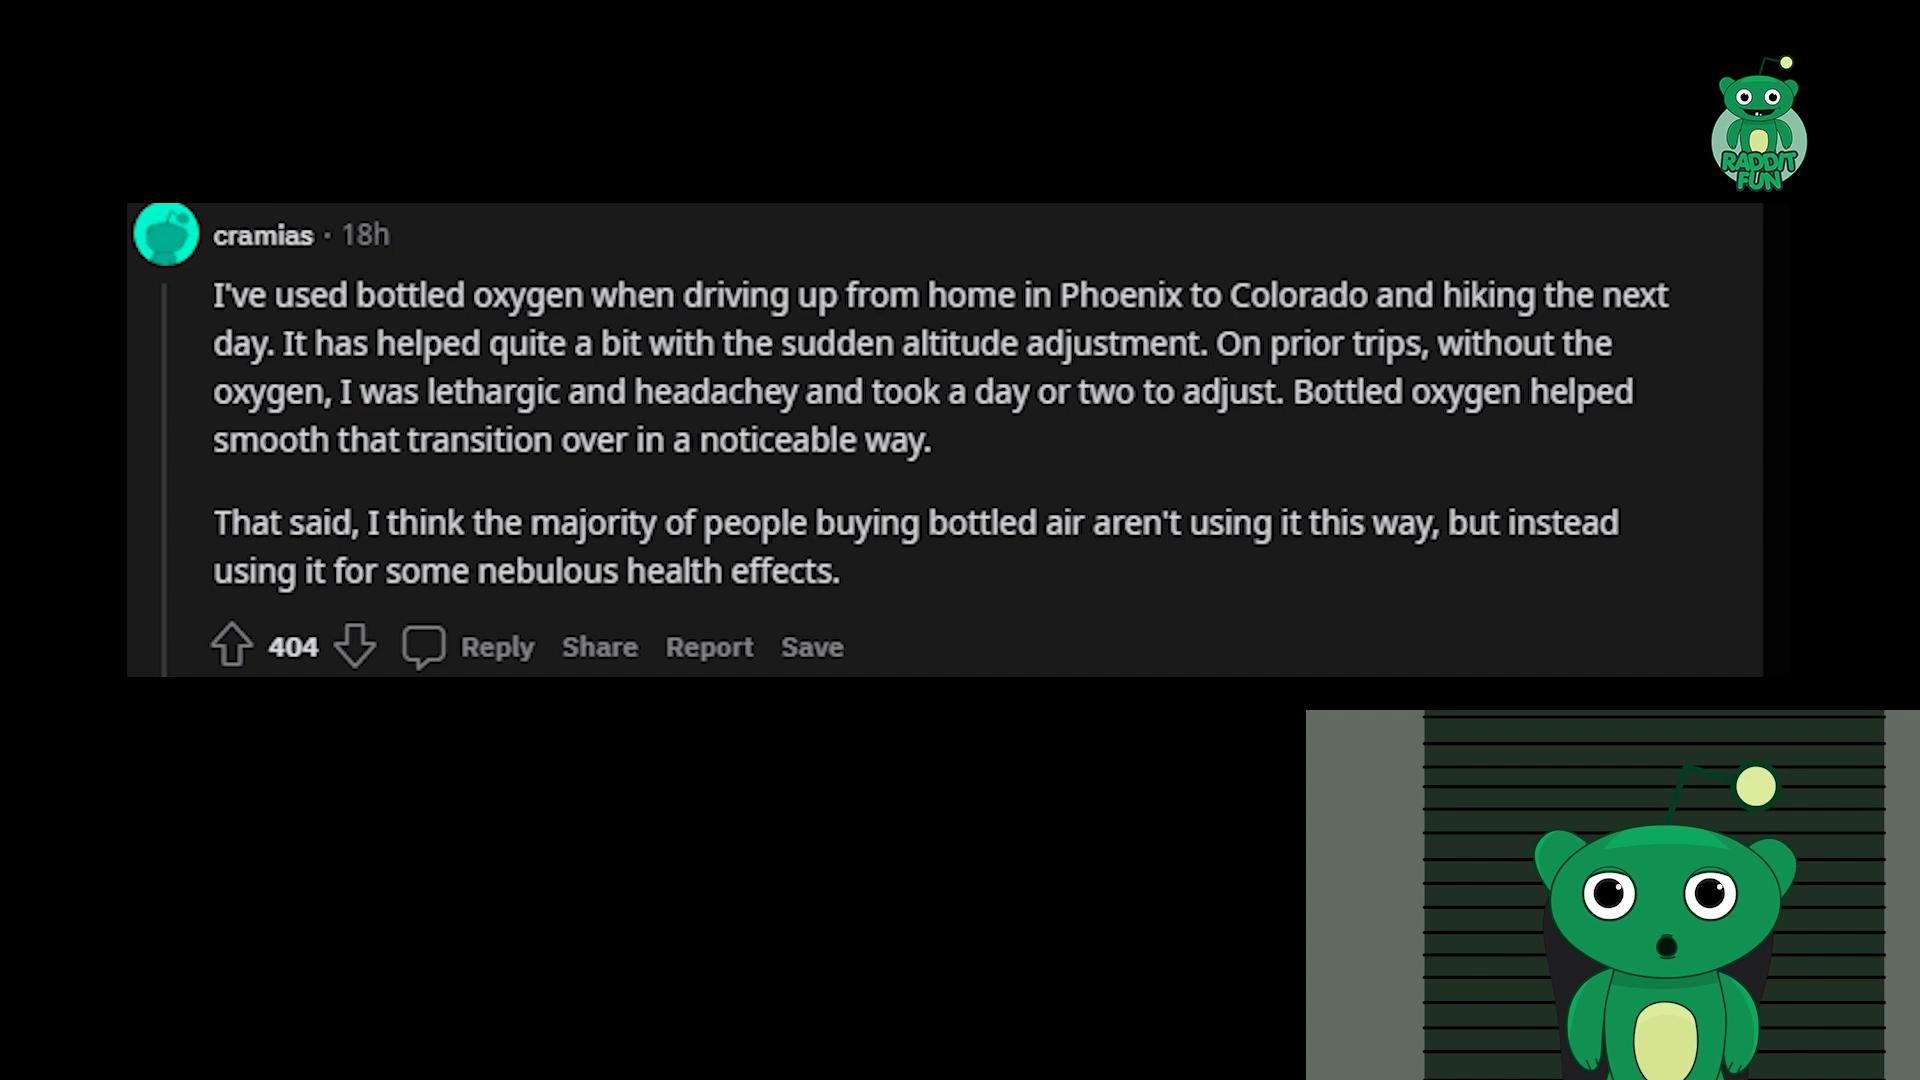 RADDIT
FUN
cramias · 18h
I've used bottled oxygen when driving up from home in Phoenix to Colorado and hiking the next
day. It has helped quite a bit with the sudden altitude adjustment. On prior trips, without the
oxygen, I was lethargic and headachey and took a day or two to adjust. Bottled oxygen helped
smooth that transition over in a noticeable way.
That said, I think the majority of people buying bottled air aren't using it this way, but instead
using it for some nebulous health effects.
404 Reply Share Report Save